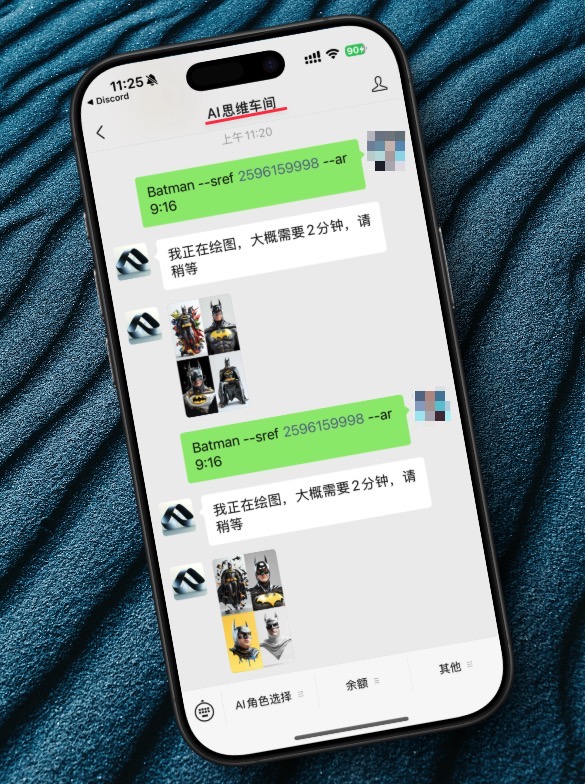 11:25
90+
◀ Discord
AI思维车间
上午11:20
Batman --sref 2596159998 --ar
9:16
我正在绘图，大概需要2分钟，请
稍等
Batman --sref 2596159998 --ar
9:16
我正在绘图，大概需要2分钟，请
稍等
AI角色选择
余额
其他